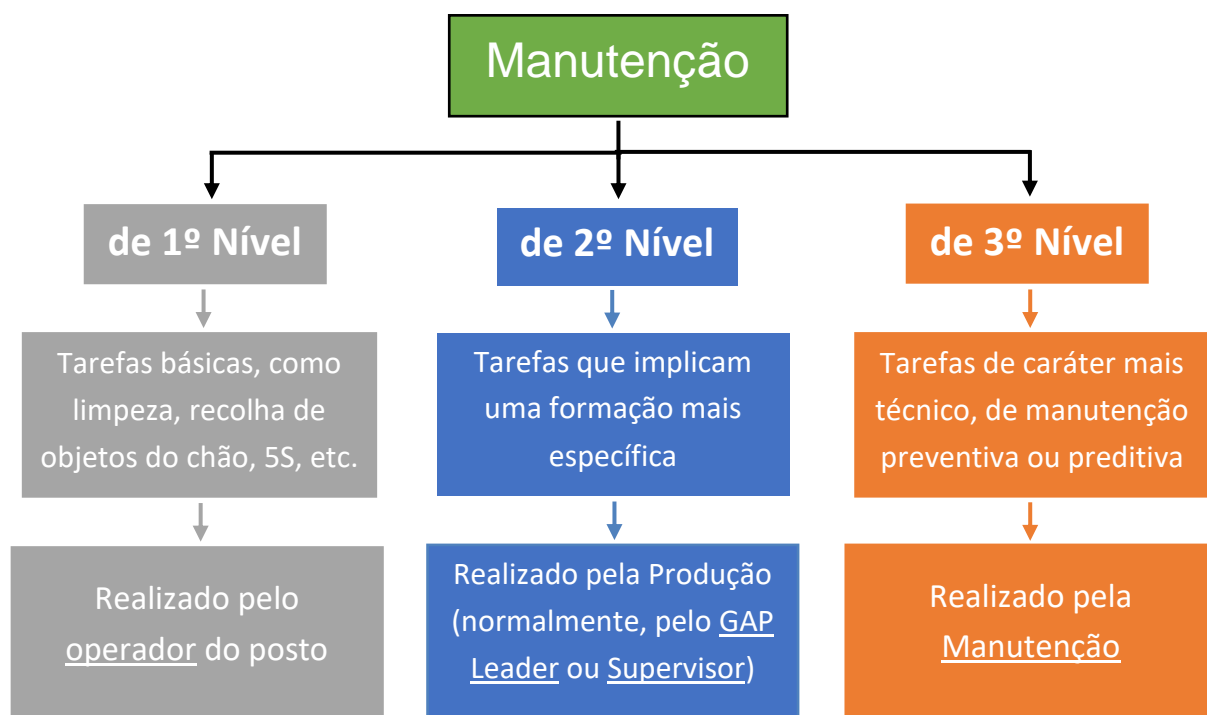 Manutenção
de 1º Nível
de 2º Nível
de 3º Nível
Tarefas básicas, como
limpeza, recolha de
objetos do chão, 5S, etc.
Tarefas que implicam
uma formação mais
específica
Tarefas de caráter mais
técnico, de manutenção
preventiva ou preditiva
Realizado pelo
operador do posto
Realizado pela Produção
(normalmente, pelo GAP
Leader ou Supervisor)
Realizado pela
Manutenção